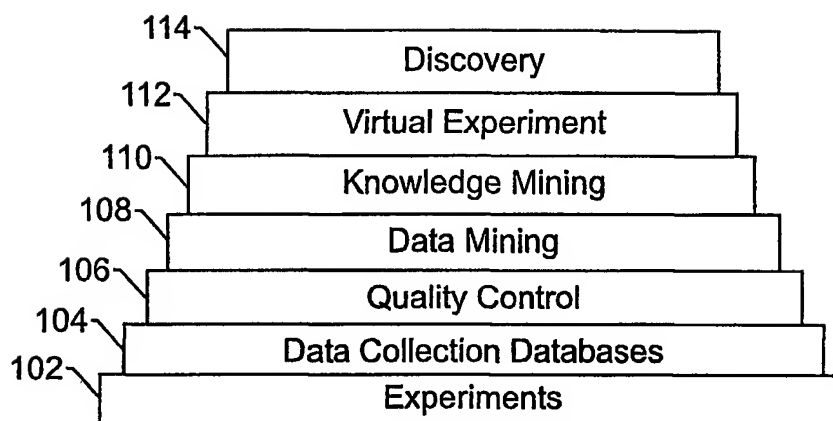 114
Discovery
112
Virtual Experiment
110
Knowledge Mining
108
Data Mining
106
Quality Control
104
Data Collection Databases
102
Experiments